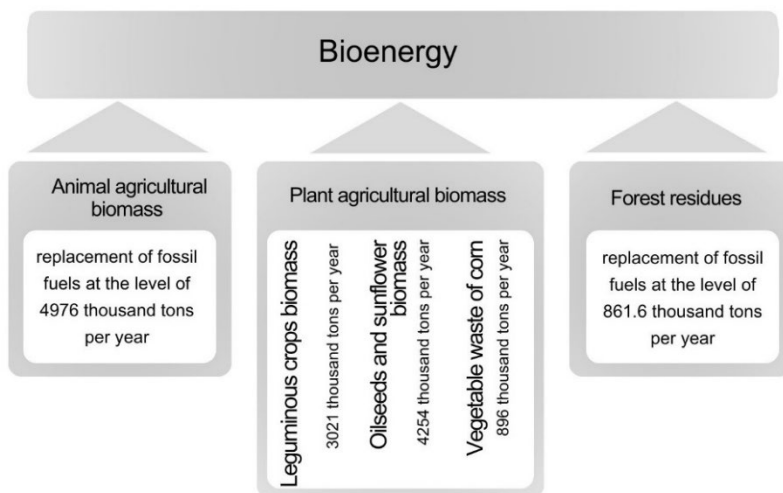 Bioenergy
Animal agricultural
biomass
replacement of fossil
fuels at the level of
4976 thousand tons
per year
Plant agricultural biomass
Leguminous crops biomass
3021 thousand tons per year
Oilseeds and sunflower
biomass
4254 thousand tons per year
Vegetable waste of corn
896 thousand tons per year
Forest residues
replacement of fossil
fuels at the level of
861.6 thousand tons
per year